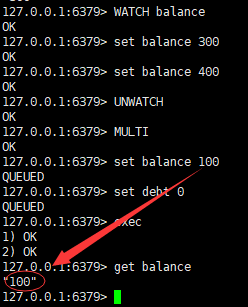 127.0.0.1:6379> WATCH balance
OK
127.0.0.1:6379> set balance 300
OK
127.0.0.1:6379> set balance 400
OK
127.0.0.1:6379> UNWATCH
OK
127.0.0.1:6379> MULTI
OK
127.0.0.1:6379> set balance 100
QUEUED
127.0.0.1:6379> set debt 0
QUEUED
127.0.0.1:6379> exec
1) OK
2) OK
127.0.0.1:6379> get balance
"100"
127.0.0.1:6379>